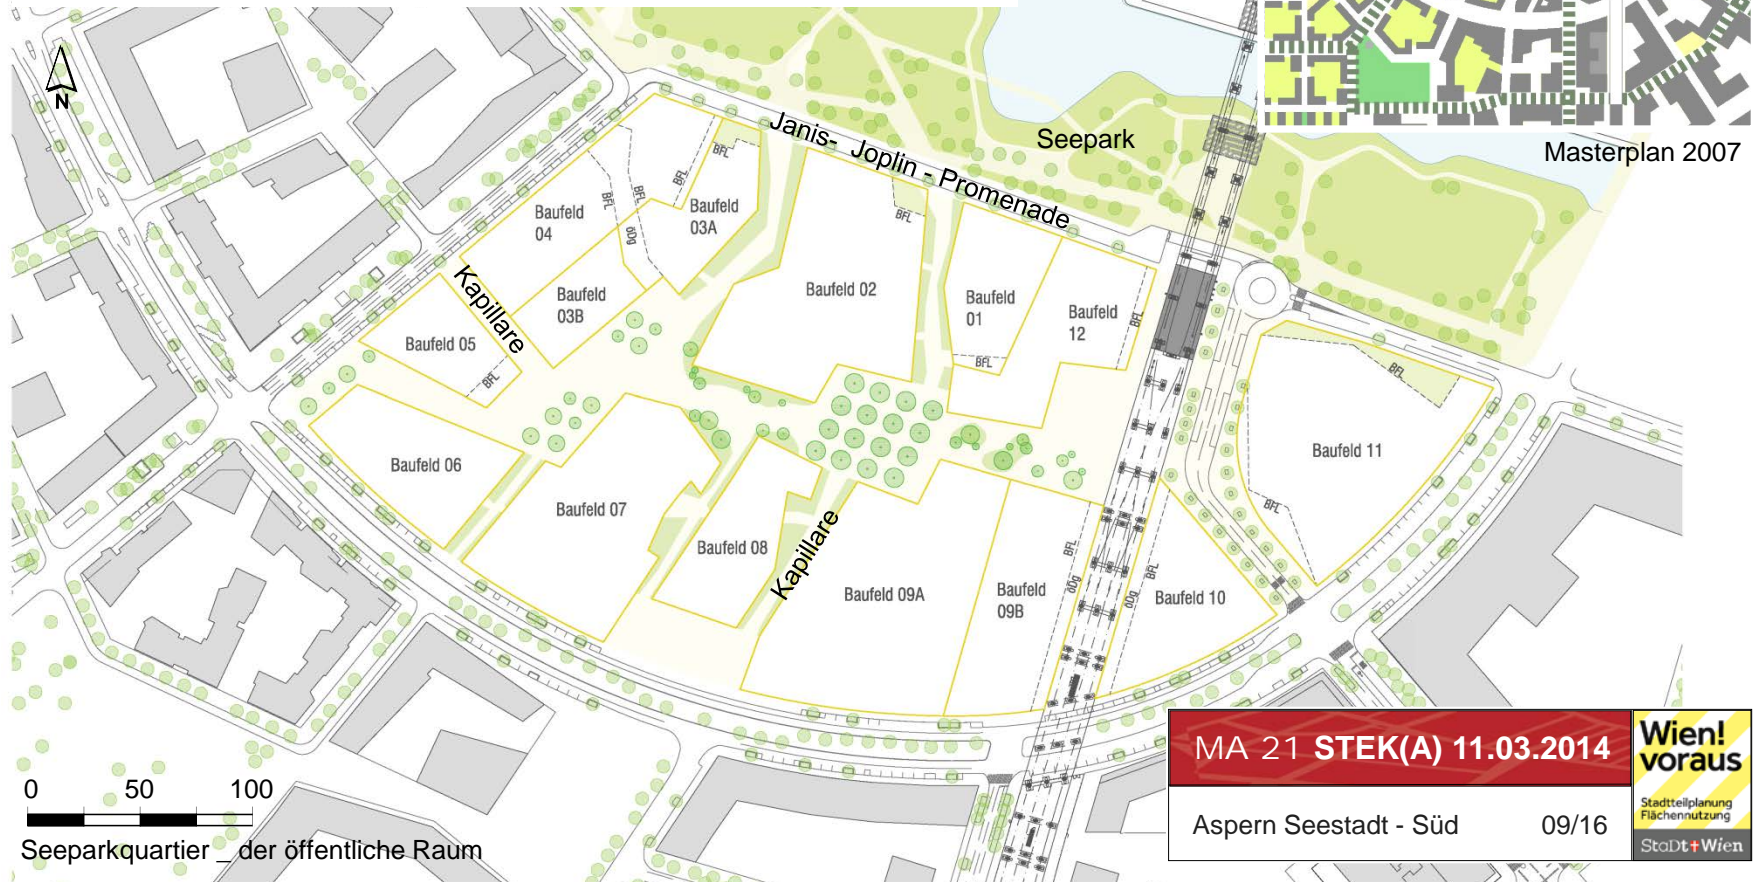 N
Janis- Joplin - Promenade
Seepark
Masterplan 2007
BFL
BFL
BFL
BFL
öDg
Baufeld
04
Baufeld
03A
BFL
Kapillare
Baufeld
03B
Baufeld 02
Baufeld
01
Baufeld
12
BFL
BFL
Baufeld 05
BFL
BFL
Baufeld 11
BFL
Baufeld 06
Baufeld 07
Baufeld 08
Kapillare
Baufeld 09A
Baufeld
09B
BFL
öDg
BFL
öDg
Baufeld 10
0 50 100
Seeparkquartier _ der öffentliche Raum
MA 21 STEK(A) 11.03.2014
Aspern Seestadt - Süd 09/16
Wien!
voraus
Stadtteilplanung
Flächennutzung
StaDt Wien